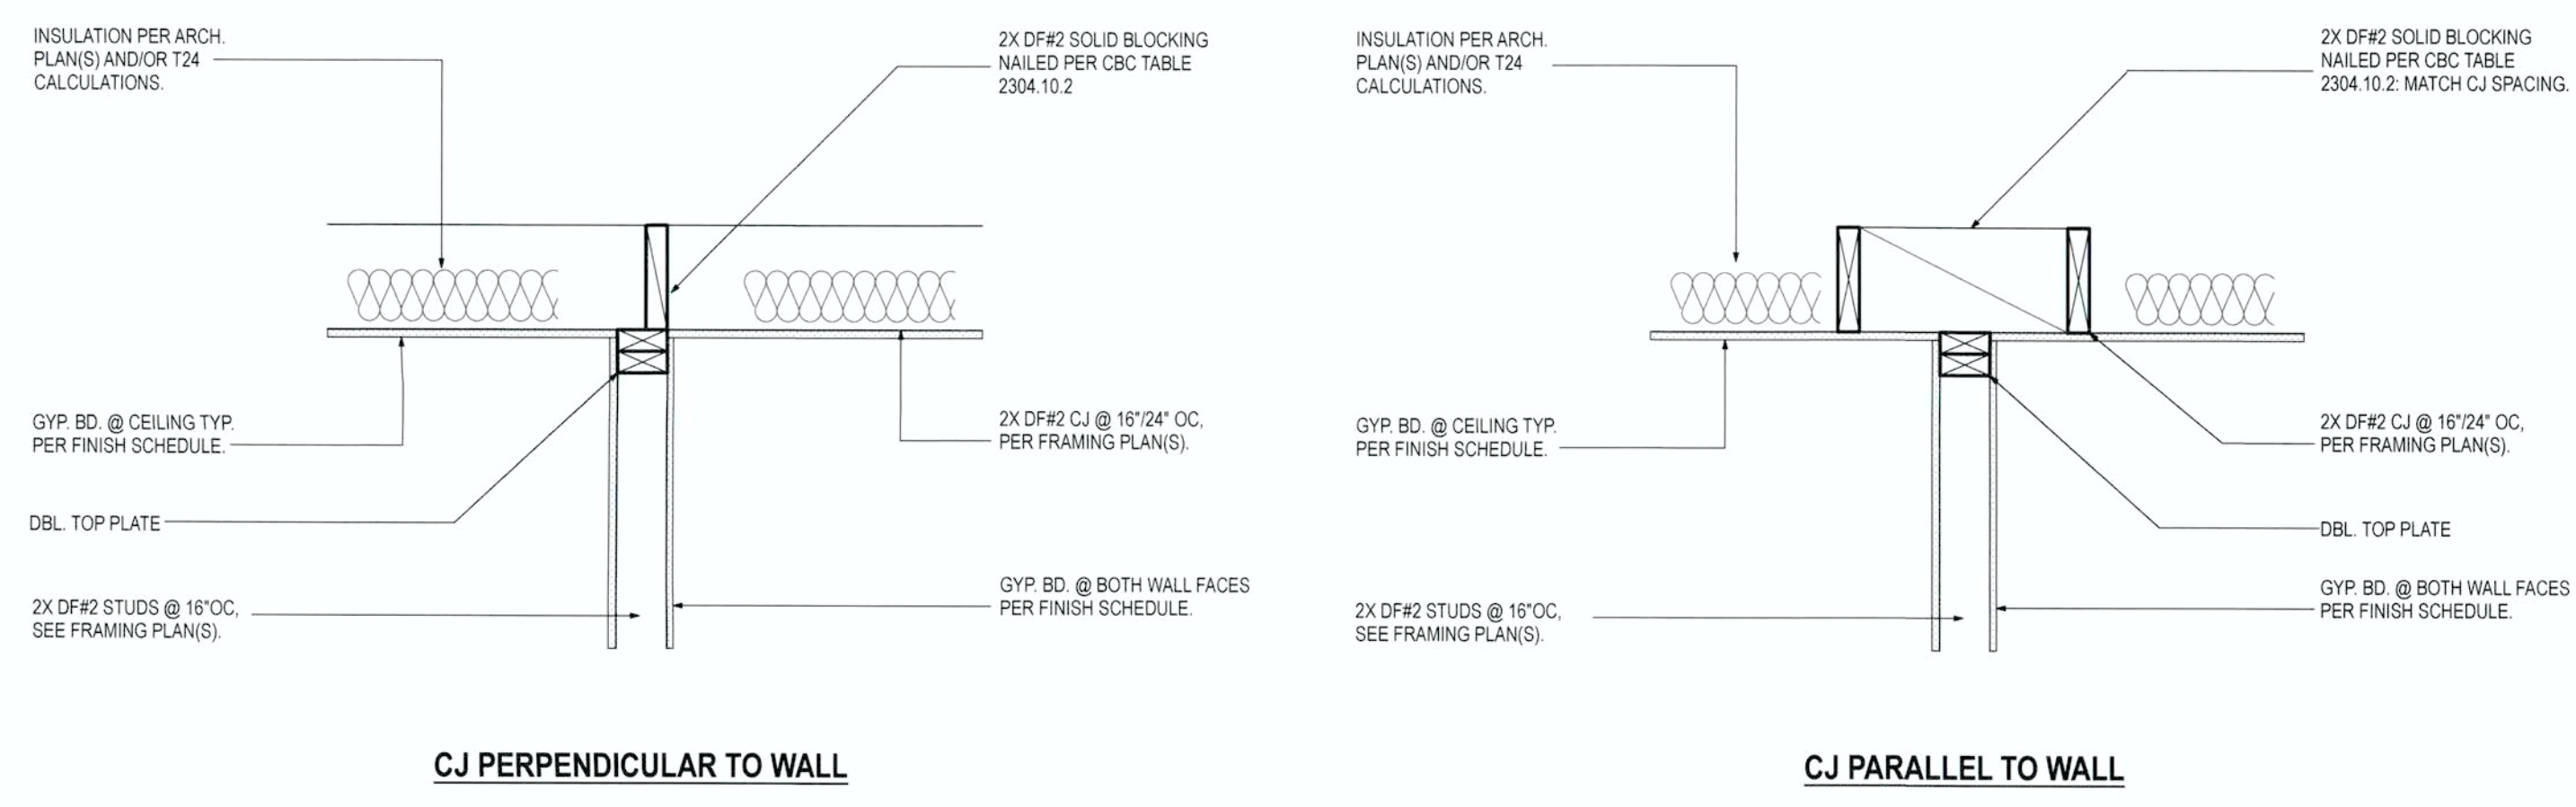 INSULATION PER ARCH.
PLAN(S) AND/OR T24
CALCULATIONS.
2X DF#2 SOLID BLOCKING
NAILED PER CBC TABLE
2304.10.2
GYP. BD. @ CEILING TYP.
PER FINISH SCHEDULE.
2X DF#2 CJ @ 16"/24" OC,
PER FRAMING PLAN(S).
DBL. TOP PLATE
GYP. BD. @ BOTH WALL FACES
PER FINISH SCHEDULE.
2X DF#2 STUDS @ 16"OC,
SEE FRAMING PLAN(S).
CJ PERPENDICULAR TO WALL
INSULATION PER ARCH.
PLAN(S) AND/OR T24
CALCULATIONS.
2X DF#2 SOLID BLOCKING
NAILED PER CBC TABLE
2304.10.2: MATCH CJ SPACING.
GYP. BD. @ CEILING TYP.
PER FINISH SCHEDULE.
2X DF#2 CJ @ 16"/24" OC,
PER FRAMING PLAN(S).
DBL. TOP PLATE
GYP. BD. @ BOTH WALL FACES
PER FINISH SCHEDULE.
2X DF#2 STUDS @ 16"OC,
SEE FRAMING PLAN(S).
CJ PARALLEL TO WALL